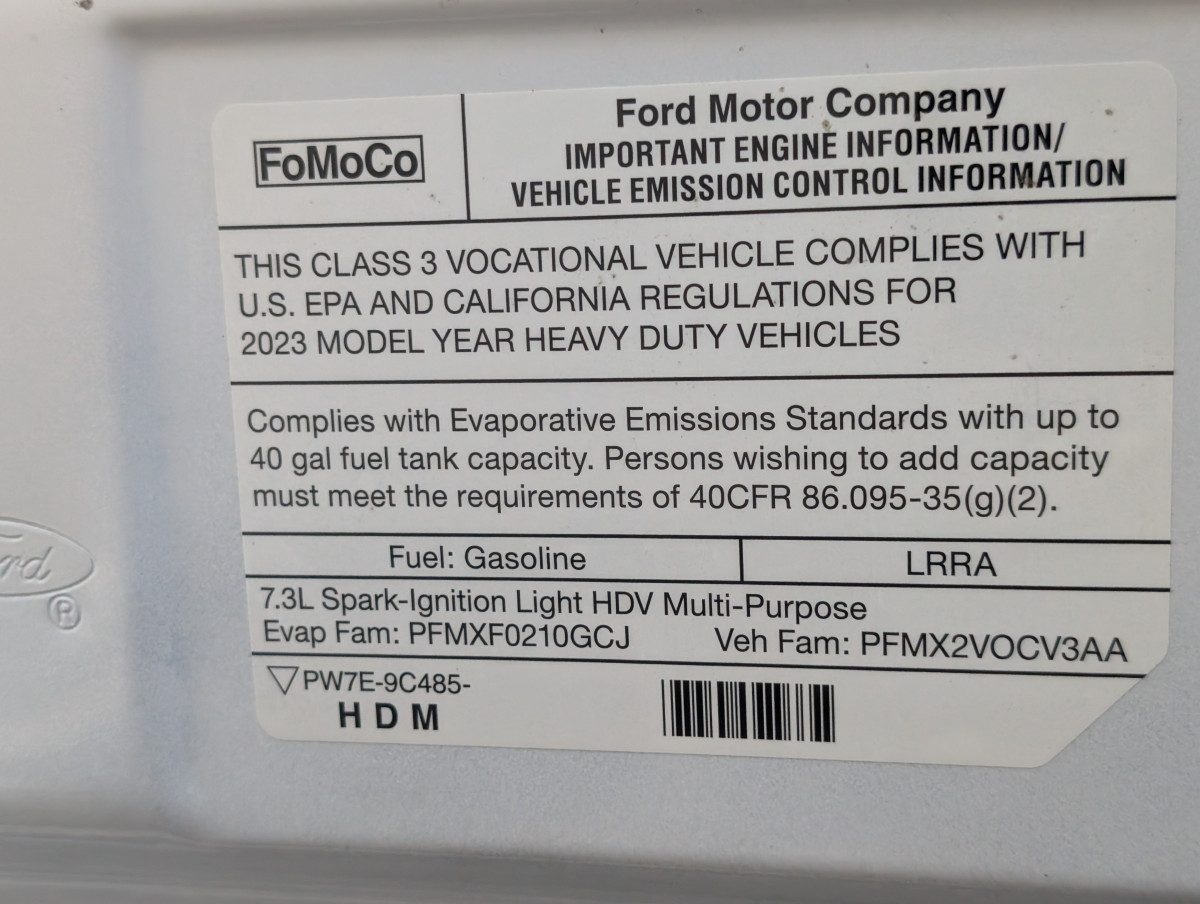 FoMoCo
Ford Motor Company
IMPORTANT ENGINE INFORMATION/
VEHICLE EMISSION CONTROL INFORMATION
THIS CLASS 3 VOCATIONAL VEHICLE COMPLIES WITH
U.S. EPA AND CALIFORNIA REGULATIONS FOR
2023 MODEL YEAR HEAVY DUTY VEHICLES
Complies with Evaporative Emissions Standards with up to
40 gal fuel tank capacity. Persons wishing to add capacity
must meet the requirements of 40CFR 86.095-35(g)(2).
Fuel: Gasoline LRRA
7.3L Spark-Ignition Light HDV Multi-Purpose
Evap Fam: PFMXF0210GCJ Veh Fam: PFMX2VOCV3AA
▽PW7E-9C485-
H D M
rd
®